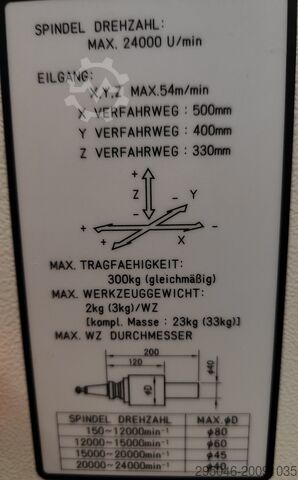 SPINDEL DREHZAHL:
MAX. 24000 U/min
EILGANG:
X,Y,Z MAX.54m/min
X VERFAHRWEG : 500mm
Y VERFAHRWEG : 400mm
Z VERFAHRWEG : 330mm
+
Z
-
Y
-
+
-
+
X
MAX. TRAGFAEHIGKEIT:
300kg (gleichmäßig)
MAX. WERKZEUGGEWICHT:
2kg (3kg)/WZ
[kompl. Masse : 23kg (33kg)]
MAX. WZ DURCHMESSER
200
120
φD
φ40
SPINDEL DREHZAHL MAX. φD
150~12000min⁻¹ φ80
12000~15000min⁻¹ φ60
15000~20000min⁻¹ φ45
20000~24000min⁻¹ φ40